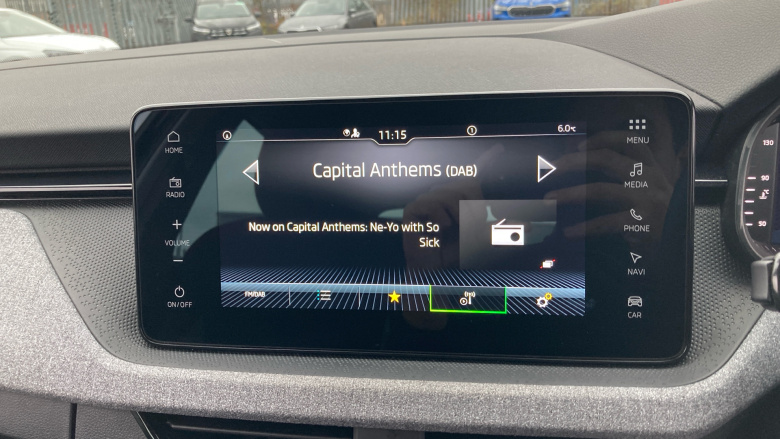 11:15
1
6.0°C
HOME
RADIO
+
VOLUME
−
ON/OFF
Capital Anthems (DAB)
Now on Capital Anthems: Ne-Yo with So
Sick
FM/DAB
MENU
MEDIA
PHONE
NAVI
CAR
130
90
°C
50